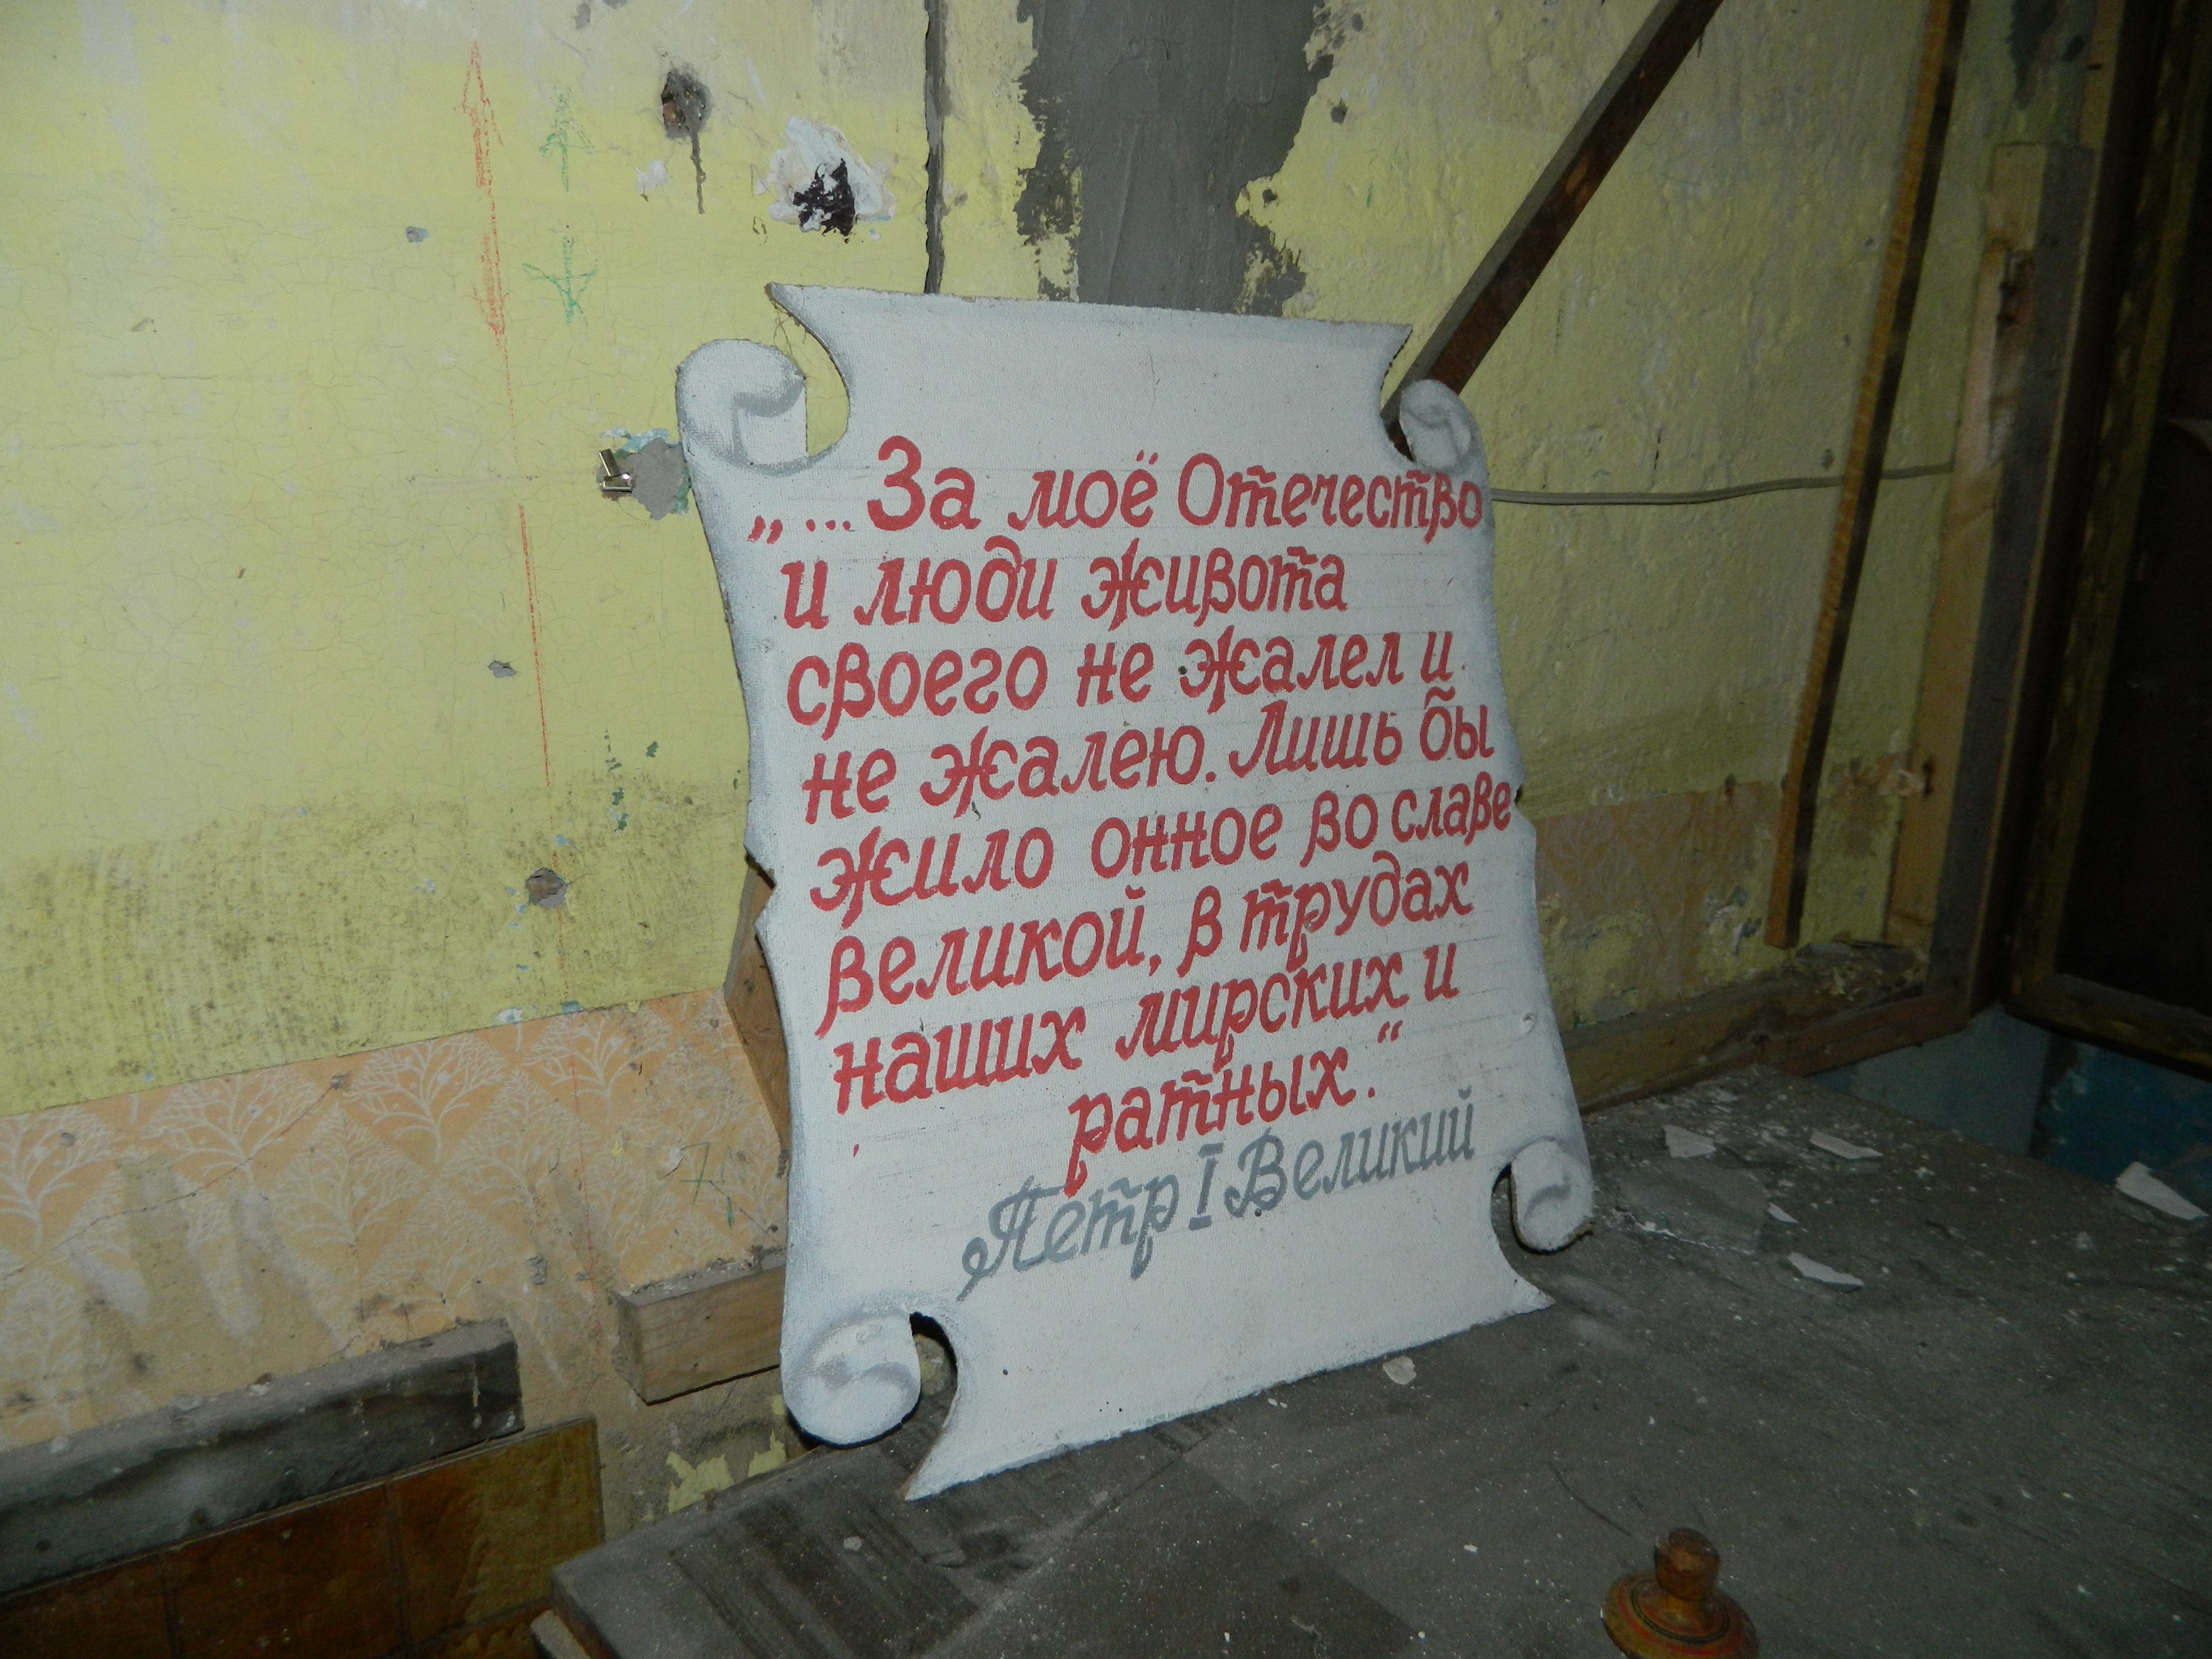 „...За моё Отечество
и люди живота
своего не жалел и
не жалею. Лишь бы
жило онное во славе
великой, в трудах
наших мирских и
ратных.“
Петр I Великий